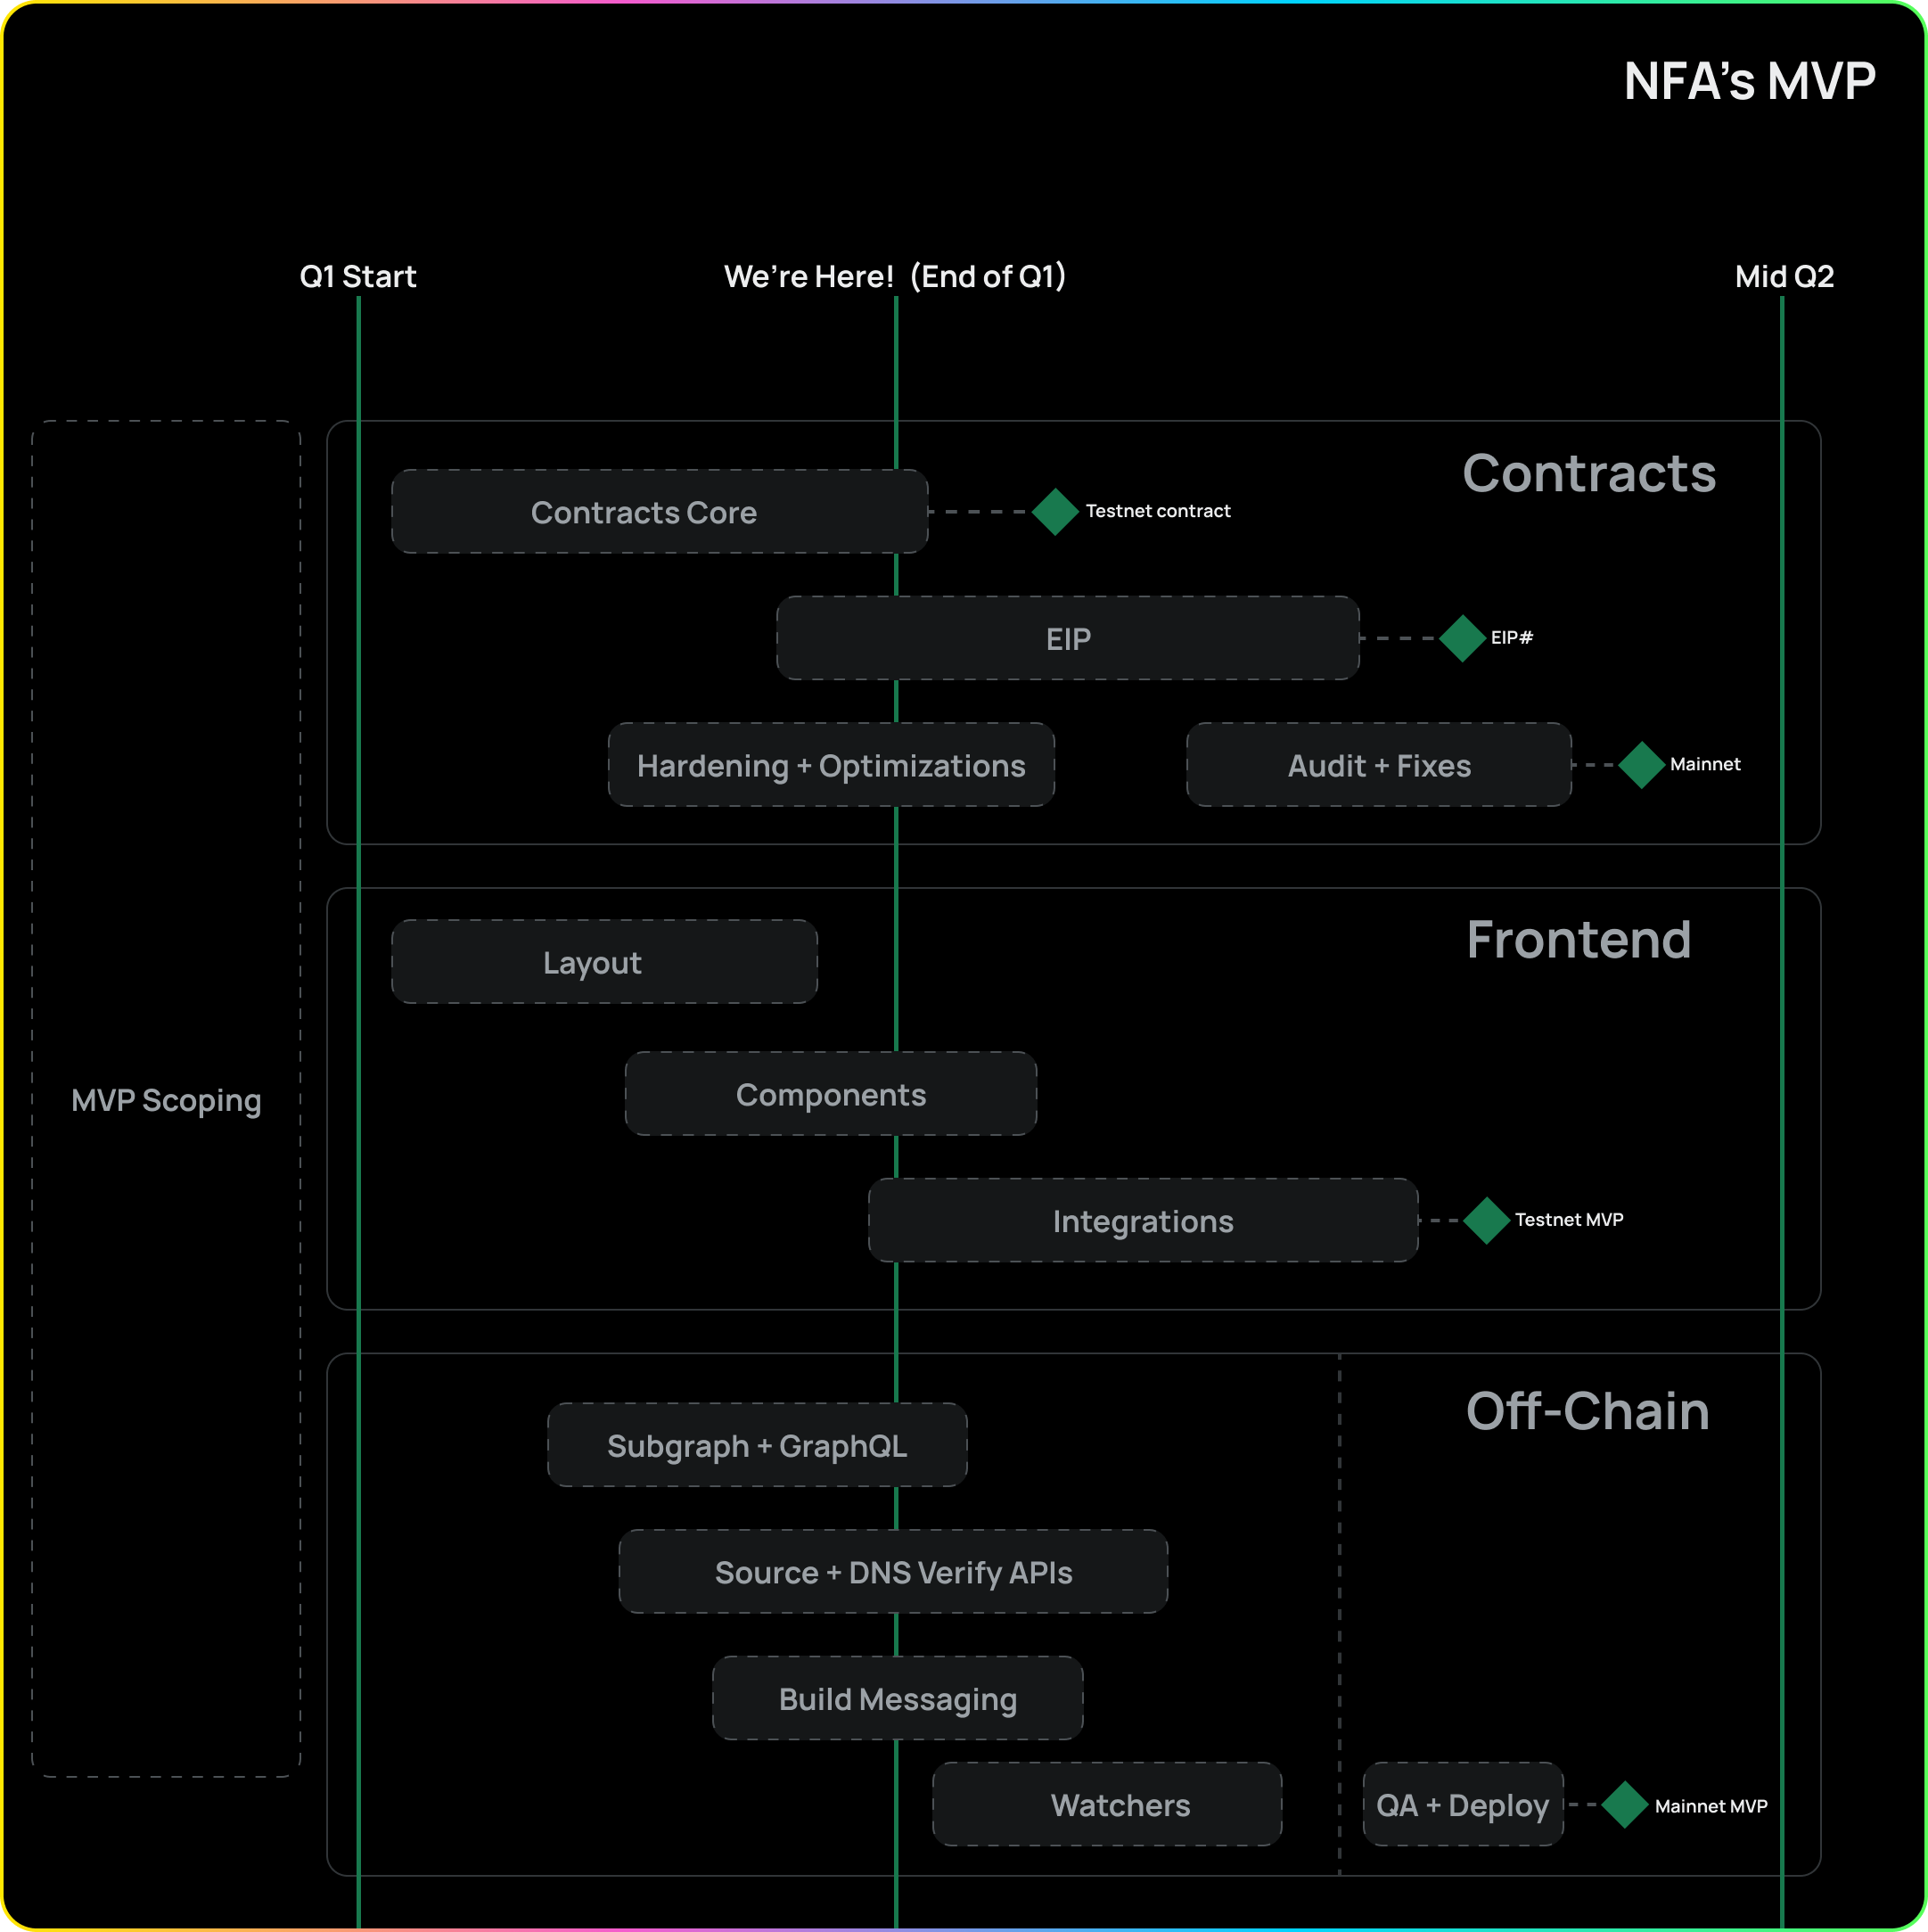 NFA’s MVP
Q1 Start
We’re Here! (End of Q1)
Mid Q2
MVP Scoping
Contracts
Contracts Core
Testnet contract
EIP
EIP#
Hardening + Optimizations
Audit + Fixes
Mainnet
Frontend
Layout
Components
Integrations
Testnet MVP
Off-Chain
Subgraph + GraphQL
Source + DNS Verify APIs
Build Messaging
Watchers
QA + Deploy
Mainnet MVP